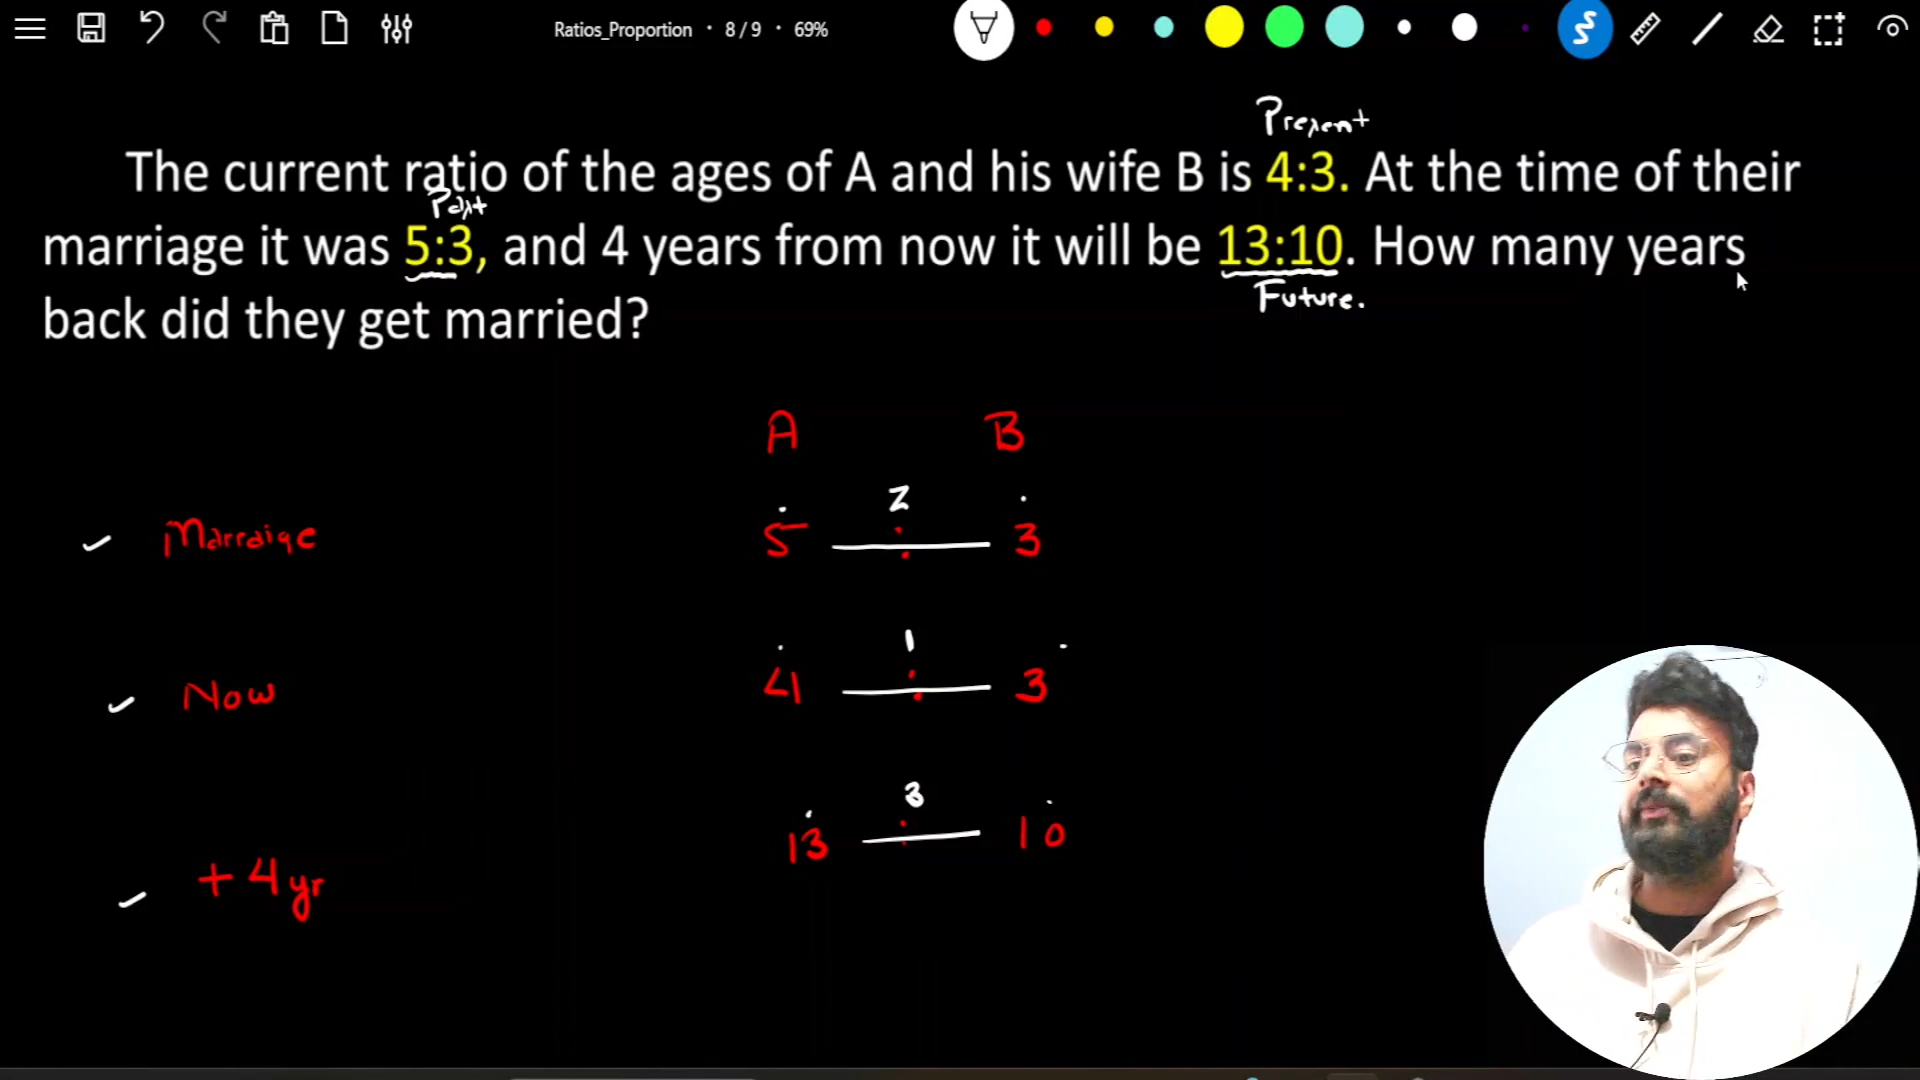 Ratios_Proportion • 8 / 9 • 69%
Present
The current ratio of the ages of A and his wife B is 4:3. At the time of their
Past
marriage it was 5:3, and 4 years from now it will be 13:10. How many years
Future.
back did they get married?
A B
2
Marraige 5 : 3
1
Now 4 : 3
3
13 : 10
+ 4 yr